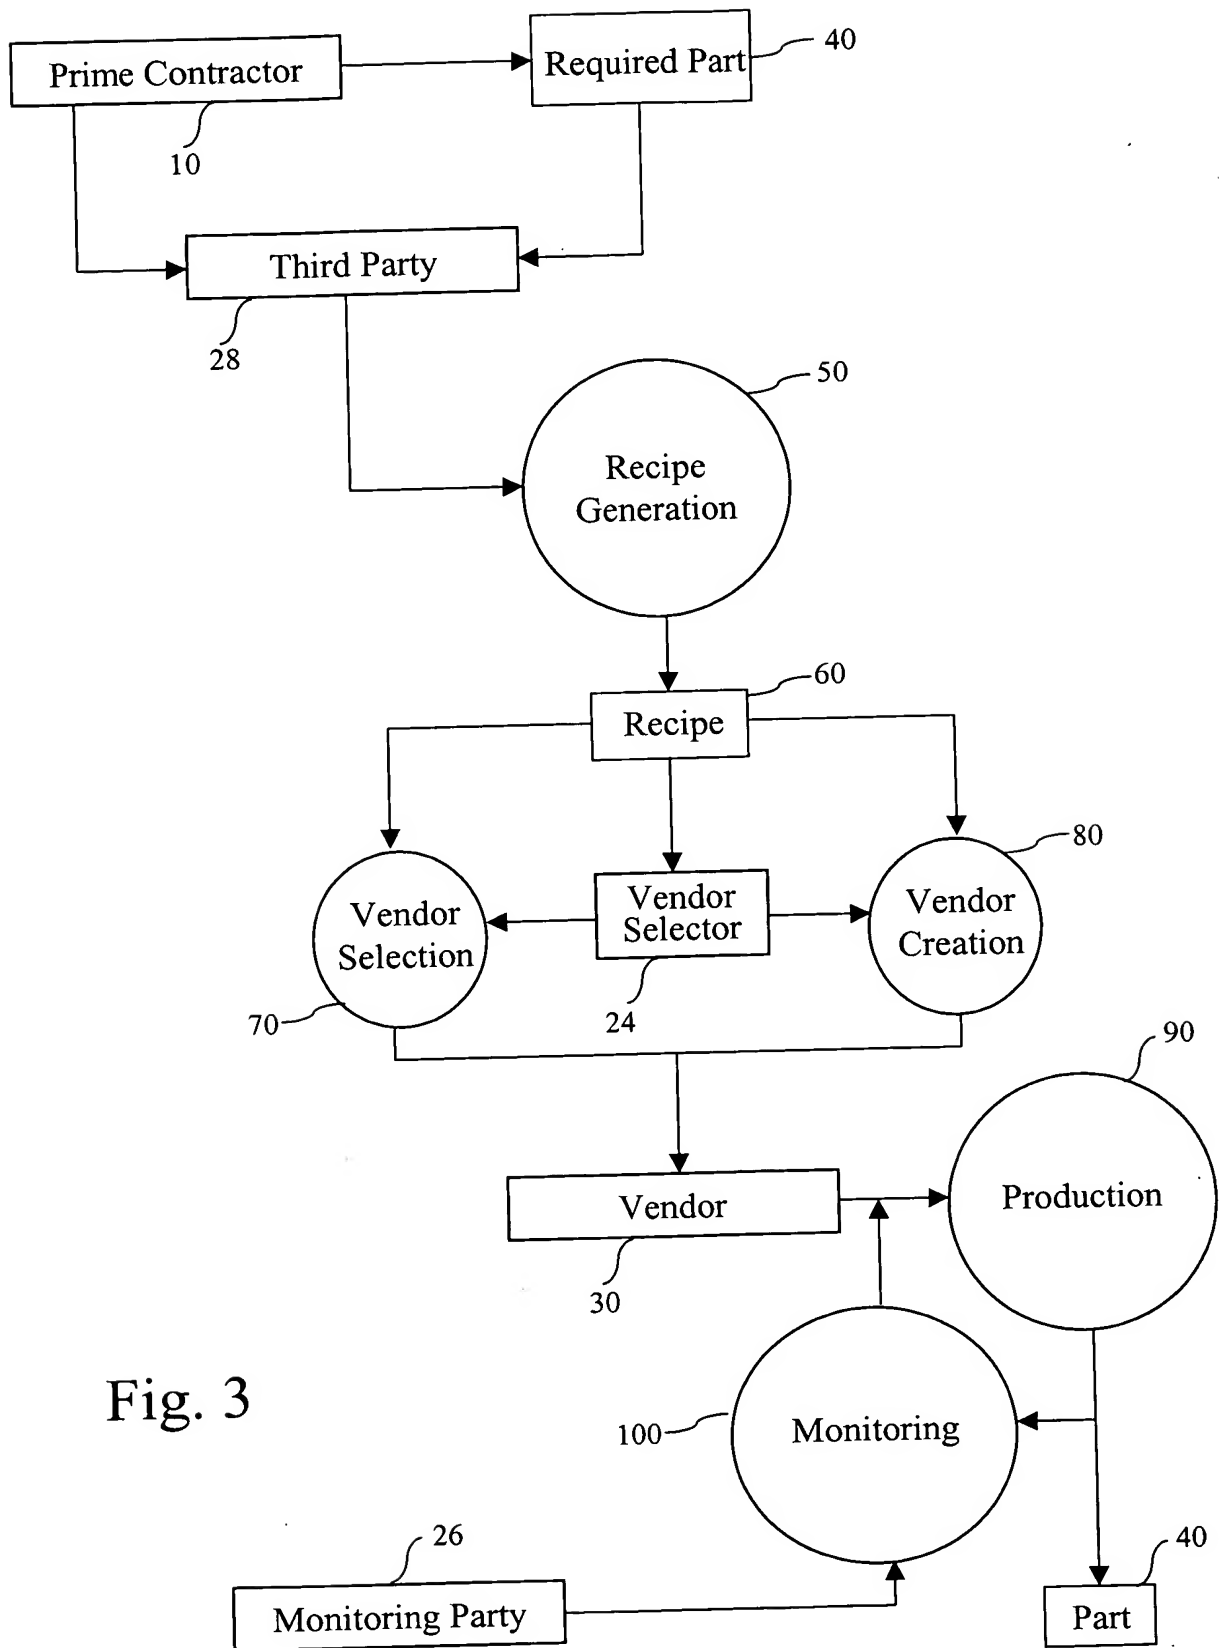 40
Prime Contractor
Required Part
10
Third Party
28
50
Recipe
Generation
60
Recipe
80
Vendor
Selection
Vendor
Selector
Vendor
Creation
70
24
90
Vendor
Production
30
Fig. 3
100
Monitoring
26
40
Monitoring Party
Part